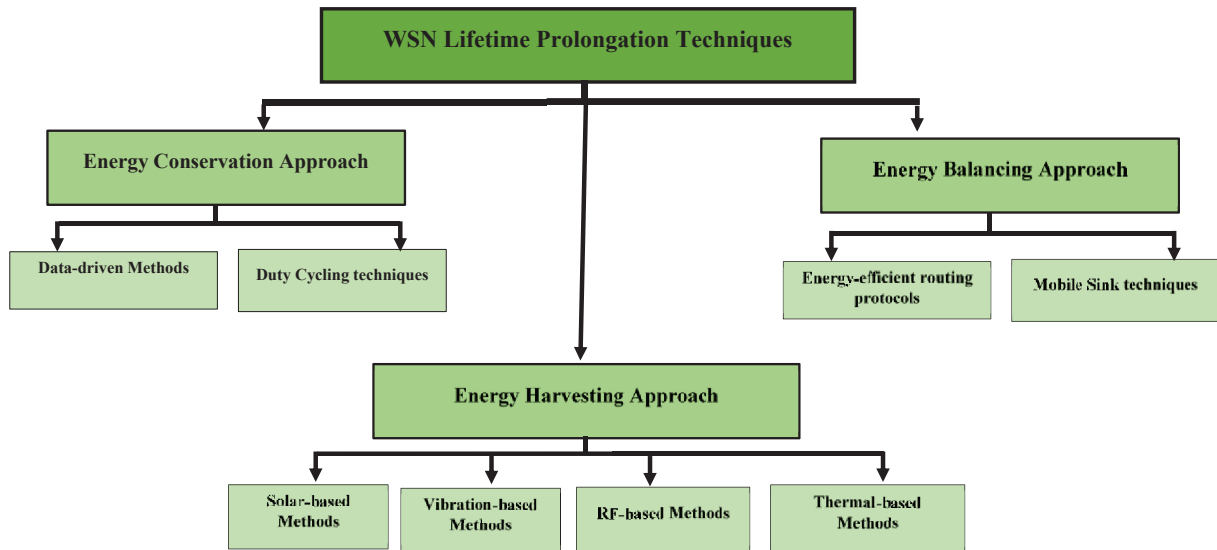 WSN Lifetime Prolongation Techniques
Energy Conservation Approach
Energy Balancing Approach
Data-driven Methods
Duty Cycling techniques
Energy-efficient routing
protocols
Mobile Sink techniques
Energy Harvesting Approach
Solar-based
Methods
Vibration-based
Methods
RF-based Methods
Thermal-based
Methods